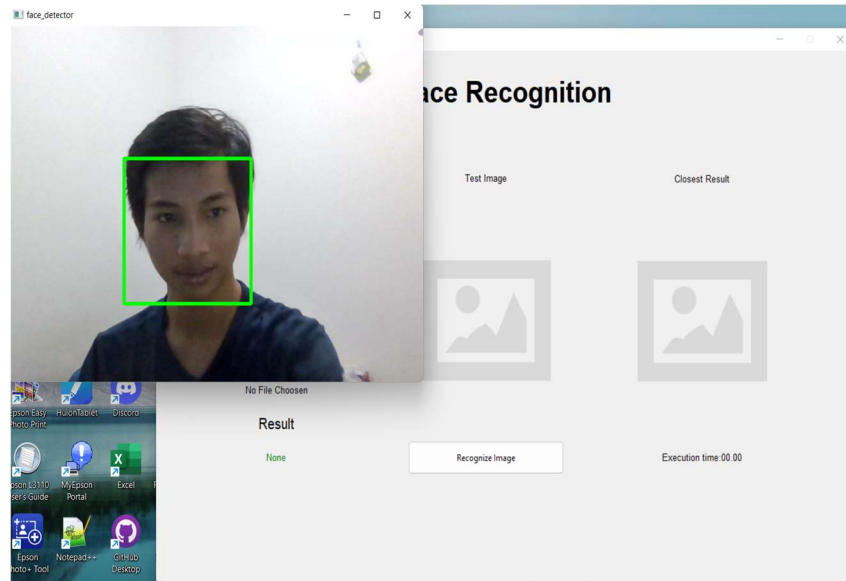 face_detector
ace Recognition
Test Image
Closest Result
No File Choosen
Result
None
Recognize Image
Execution time:00.00
pson Easy
hoto Print
HuionTablet
Discord
pson L3110
ser's Guide
MyEpson
Portal
Excel
Epson
hoto+ Tool
Notepad++
GitHub
Desktop